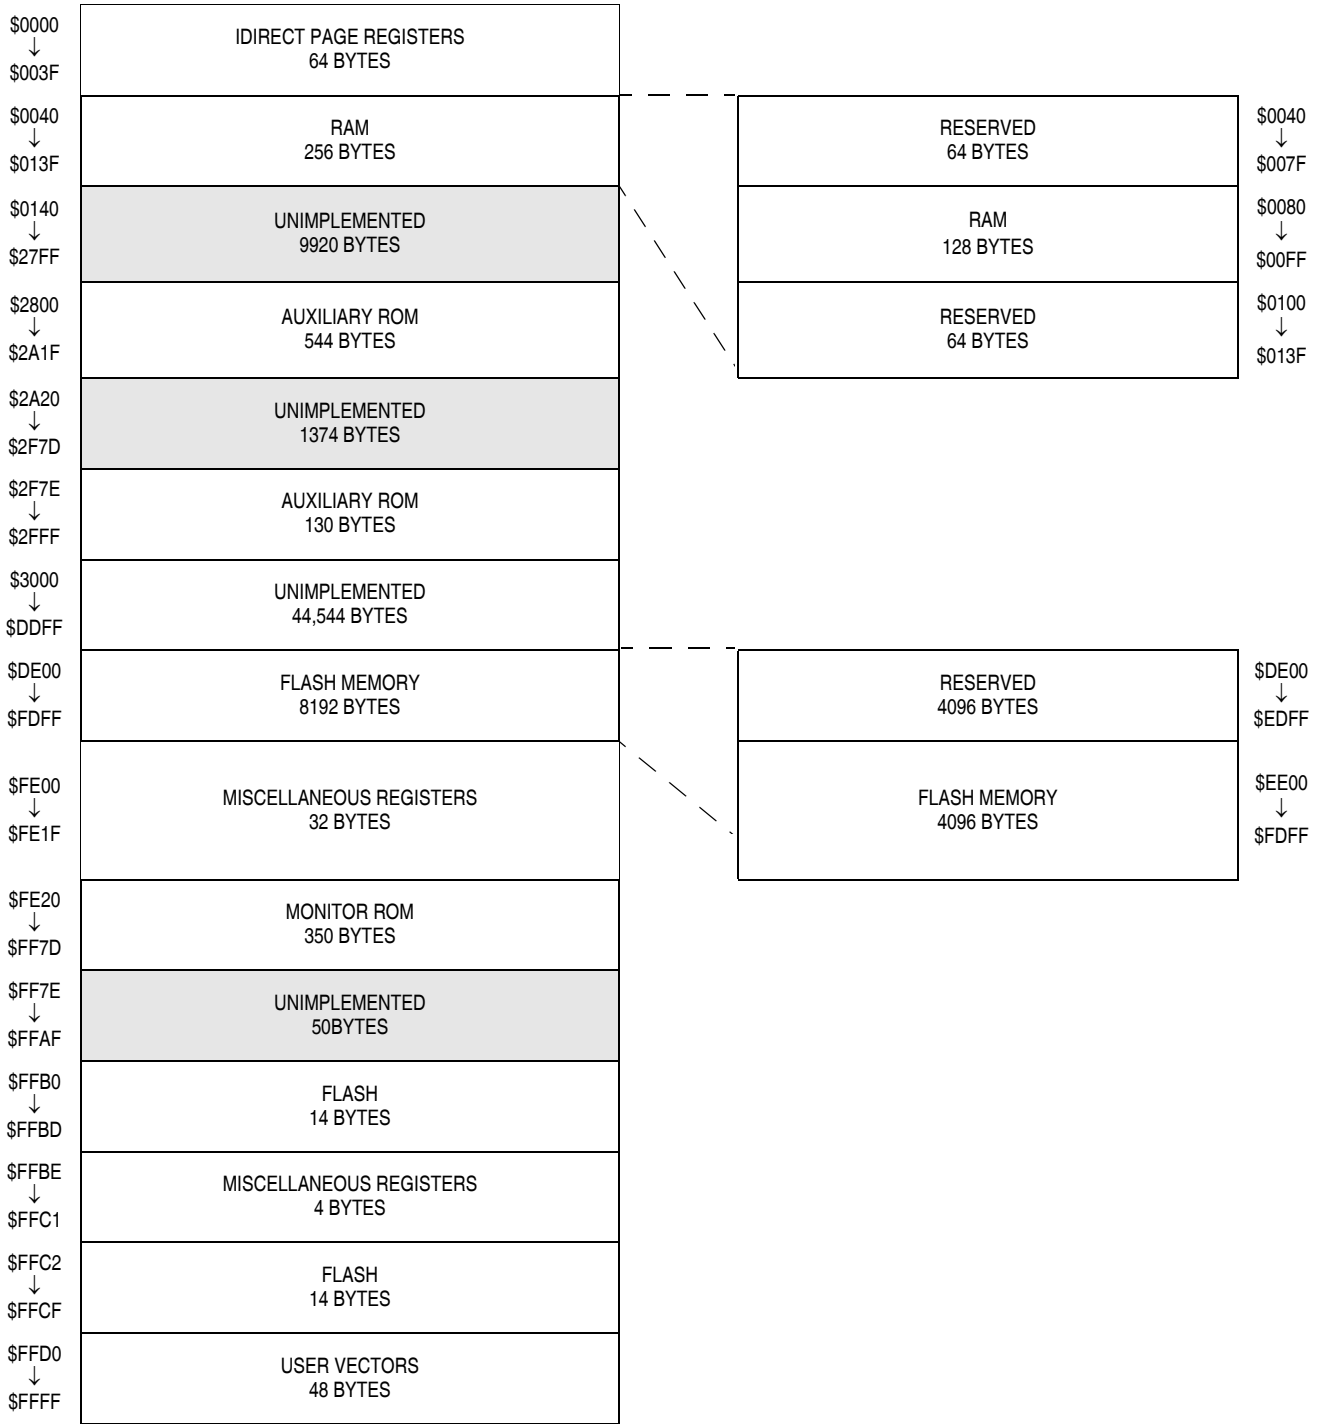 $0000
↓
$003F
IDIRECT PAGE REGISTERS
64 BYTES
$0040
↓
$013F
RAM
256 BYTES
RESERVED
64 BYTES
$0040
↓
$007F
$0140
↓
$27FF
UNIMPLEMENTED
9920 BYTES
RAM
128 BYTES
$0080
↓
$00FF
$2800
↓
$2A1F
AUXILIARY ROM
544 BYTES
RESERVED
64 BYTES
$0100
↓
$013F
$2A20
↓
$2F7D
UNIMPLEMENTED
1374 BYTES
$2F7E
↓
$2FFF
AUXILIARY ROM
130 BYTES
$3000
↓
$DDFF
UNIMPLEMENTED
44,544 BYTES
$DE00
↓
$FDFF
FLASH MEMORY
8192 BYTES
RESERVED
4096 BYTES
$DE00
↓
$EDFF
$FE00
↓
$FE1F
MISCELLANEOUS REGISTERS
32 BYTES
FLASH MEMORY
4096 BYTES
$EE00
↓
$FDFF
$FE20
↓
$FF7D
MONITOR ROM
350 BYTES
$FF7E
↓
$FFAF
UNIMPLEMENTED
50BYTES
$FFB0
↓
$FFBD
FLASH
14 BYTES
$FFBE
↓
$FFC1
MISCELLANEOUS REGISTERS
4 BYTES
$FFC2
↓
$FFCF
FLASH
14 BYTES
$FFD0
↓
$FFFF
USER VECTORS
48 BYTES